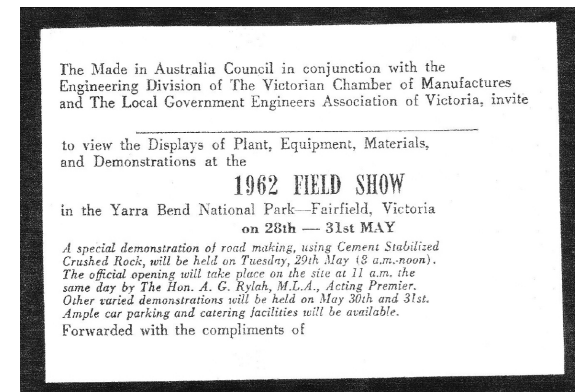 The Made in Australia Council in conjunction with the
Engineering Division of The Victorian Chamber of Manufactures
and The Local Government Engineers Association of Victoria, invite
to view the Displays of Plant, Equipment, Materials,
and Demonstrations at the
1962 FIELD SHOW
in the Yarra Bend National Park—Fairfield, Victoria
on 28th — 31st MAY
A special demonstration of road making, using Cement Stabilized
Crushed Rock, will be held on Tuesday, 29th May (8 a.m.-noon).
The official opening will take place on the site at 11 a.m. the
same day by The Hon. A. G. Rylah, M.L.A., Acting Premier.
Other varied demonstrations will be held on May 30th and 31st.
Ample car parking and catering facilities will be available.
Forwarded with the compliments of